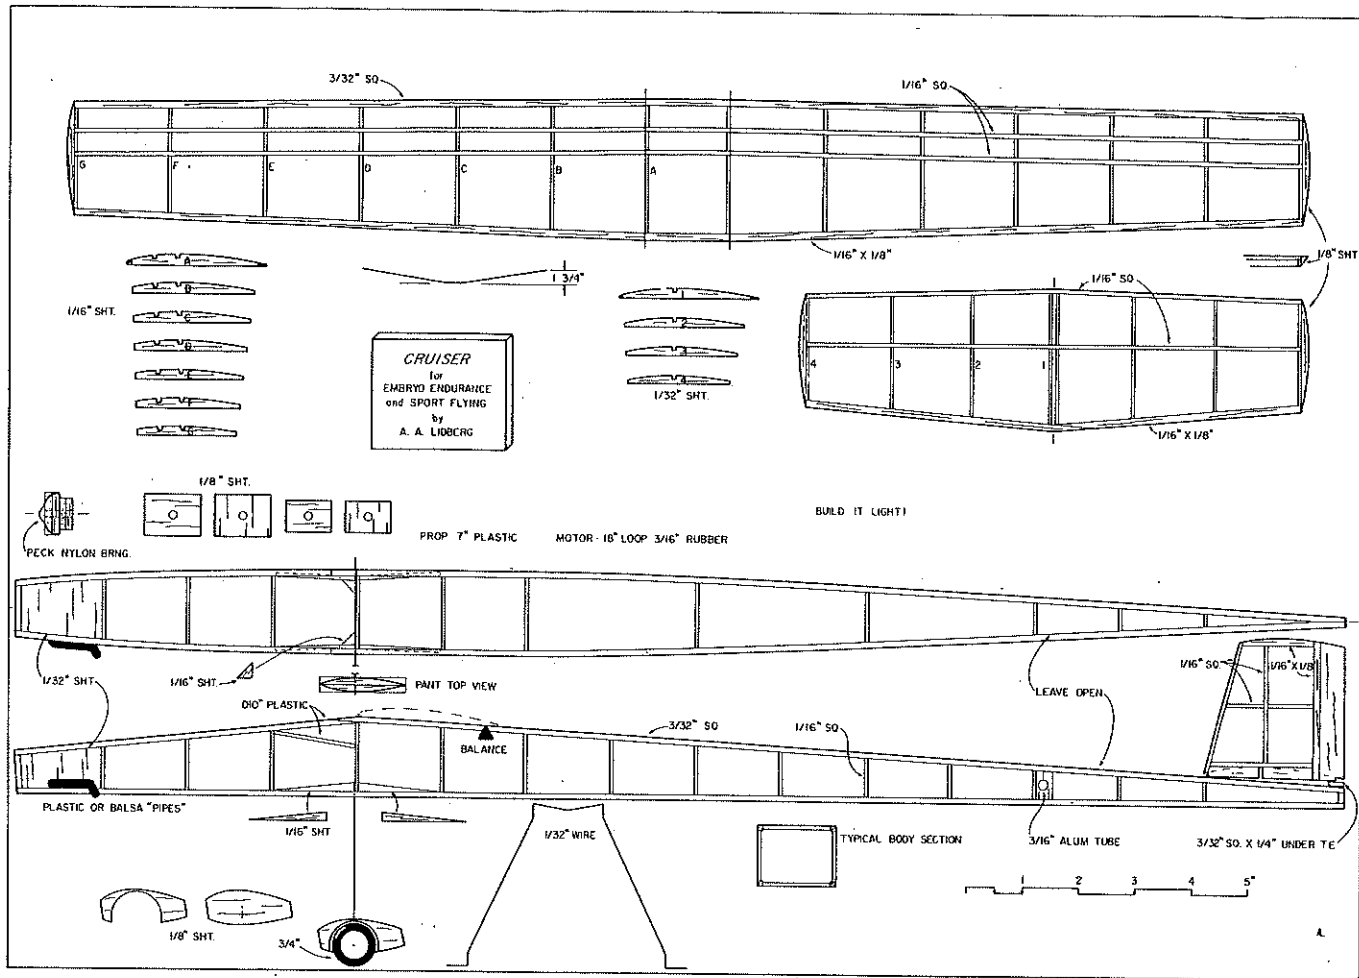 3/32" SQ
1/16" SQ.
G
F
E
D
C
B
A
1/16" X 1/8"
1/8" SHT
A
B
C
D
E
F
G
1/16" SHT.
1 3/4"
1
2
3
4
1/32" SHT.
1/16" SQ
4
3
2
1
1/16" X 1/8"
CRUISER
for
EMBRYO ENDURANCE
and SPORT FLYING
by
A. A. LIDBERG
1/8" SHT.
BUILD IT LIGHT!
PECK NYLON BRNG.
PROP 7" PLASTIC
MOTOR - 18" LOOP 3/16" RUBBER
1/32" SHT
1/16" SHT.
PANT TOP VIEW
LEAVE OPEN
1/16" SQ.
1/16" X 1/8
.010" PLASTIC
BALANCE
3/32" SQ
1/16" SQ
PLASTIC OR BALSA "PIPES"
1/16" SHT
1/32" WIRE
TYPICAL BODY SECTION
3/16" ALUM TUBE
3/32" SQ. X 1/4" UNDER T E
1 2 3 4 5"
1/8" SHT.
3/4"